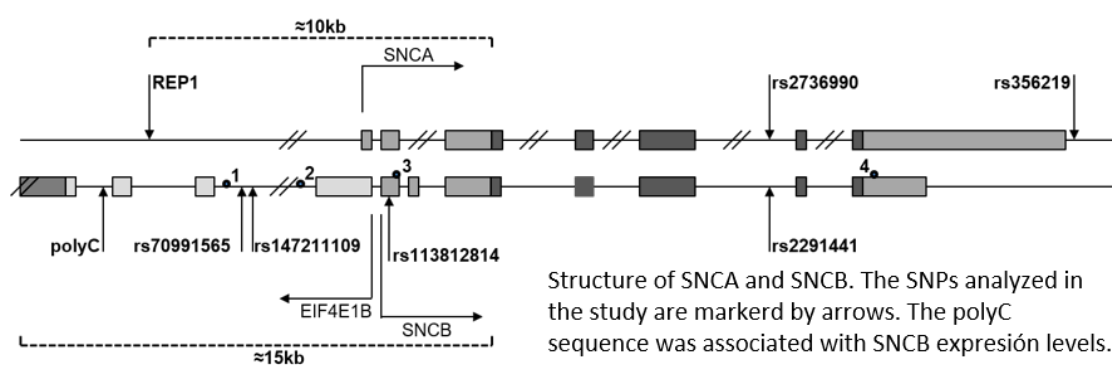 ≈10kb
SNCA
REP1
rs2736990
rs356219
1
2
3
4
polyC
rs70991565
rs147211109
rs113812814
rs2291441
EIF4E1B
SNCB
≈15kb
Structure of SNCA and SNCB. The SNPs analyzed in
the study are markerd by arrows. The polyC
sequence was associated with SNCB expresión levels.